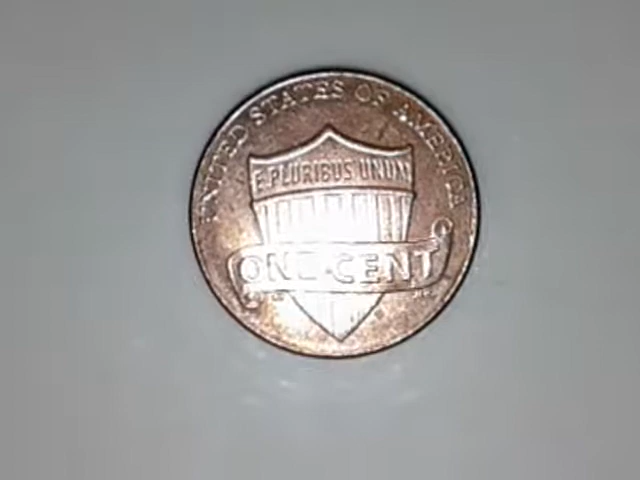 UNITED STATES OF AMERICA
E PLURIBUS UNUM
ONE CENT